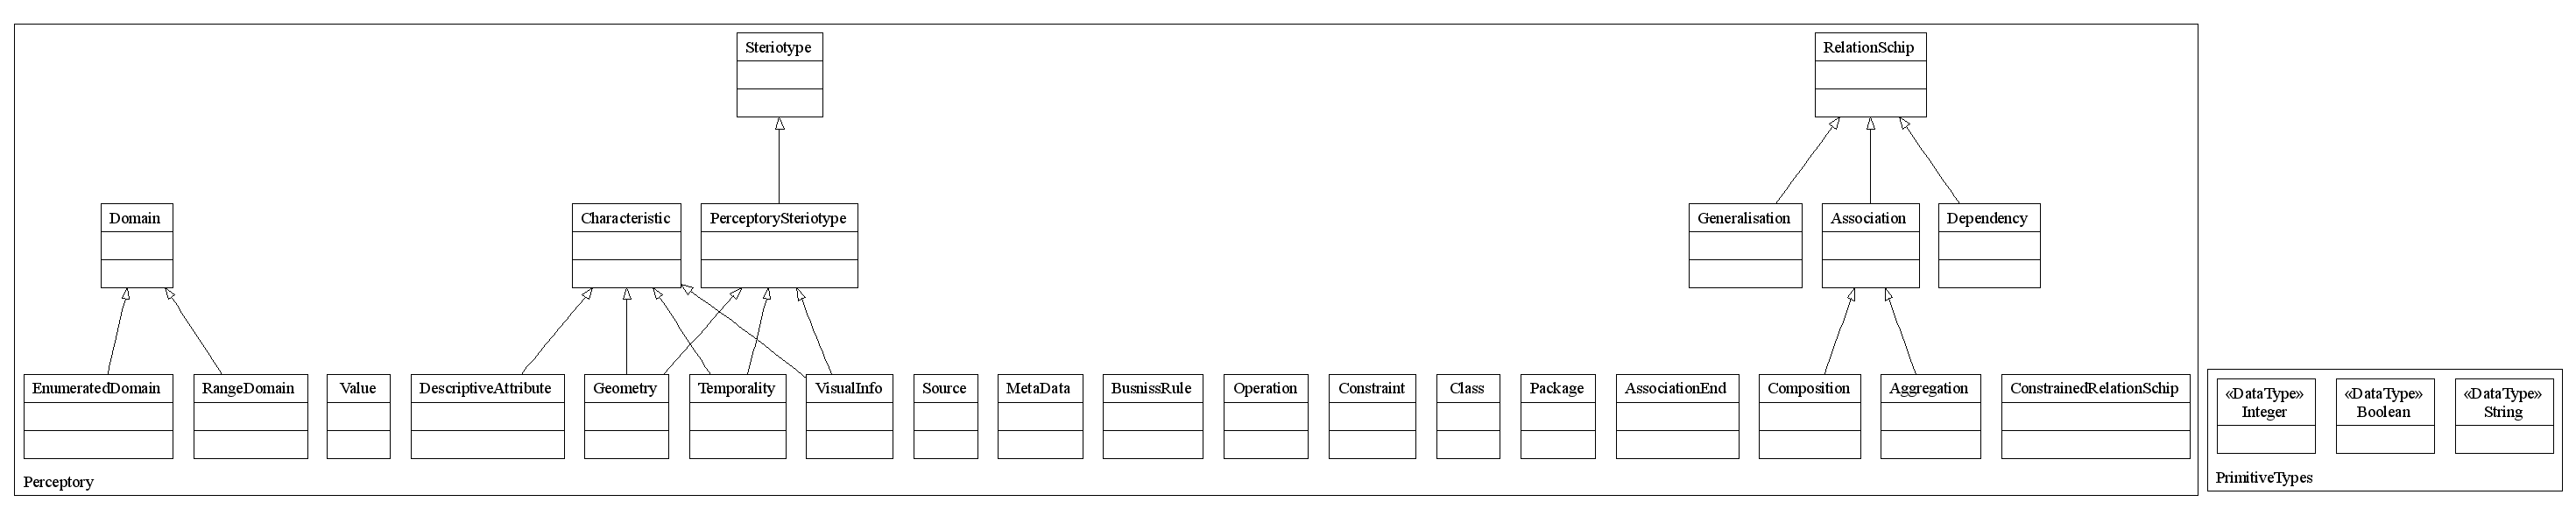 Steriotype
RelationSchip
Domain
Characteristic
PerceptorySteriotype
Generalisation
Association
Dependency
EnumeratedDomain
RangeDomain
Value
DescriptiveAttribute
Geometry
Temporality
VisualInfo
Source
MetaData
BusnissRule
Operation
Constraint
Class
Package
AssociationEnd
Composition
Aggregation
ConstrainedRelationSchip
Perceptory
«DataType»
Integer
«DataType»
Boolean
«DataType»
String
PrimitiveTypes